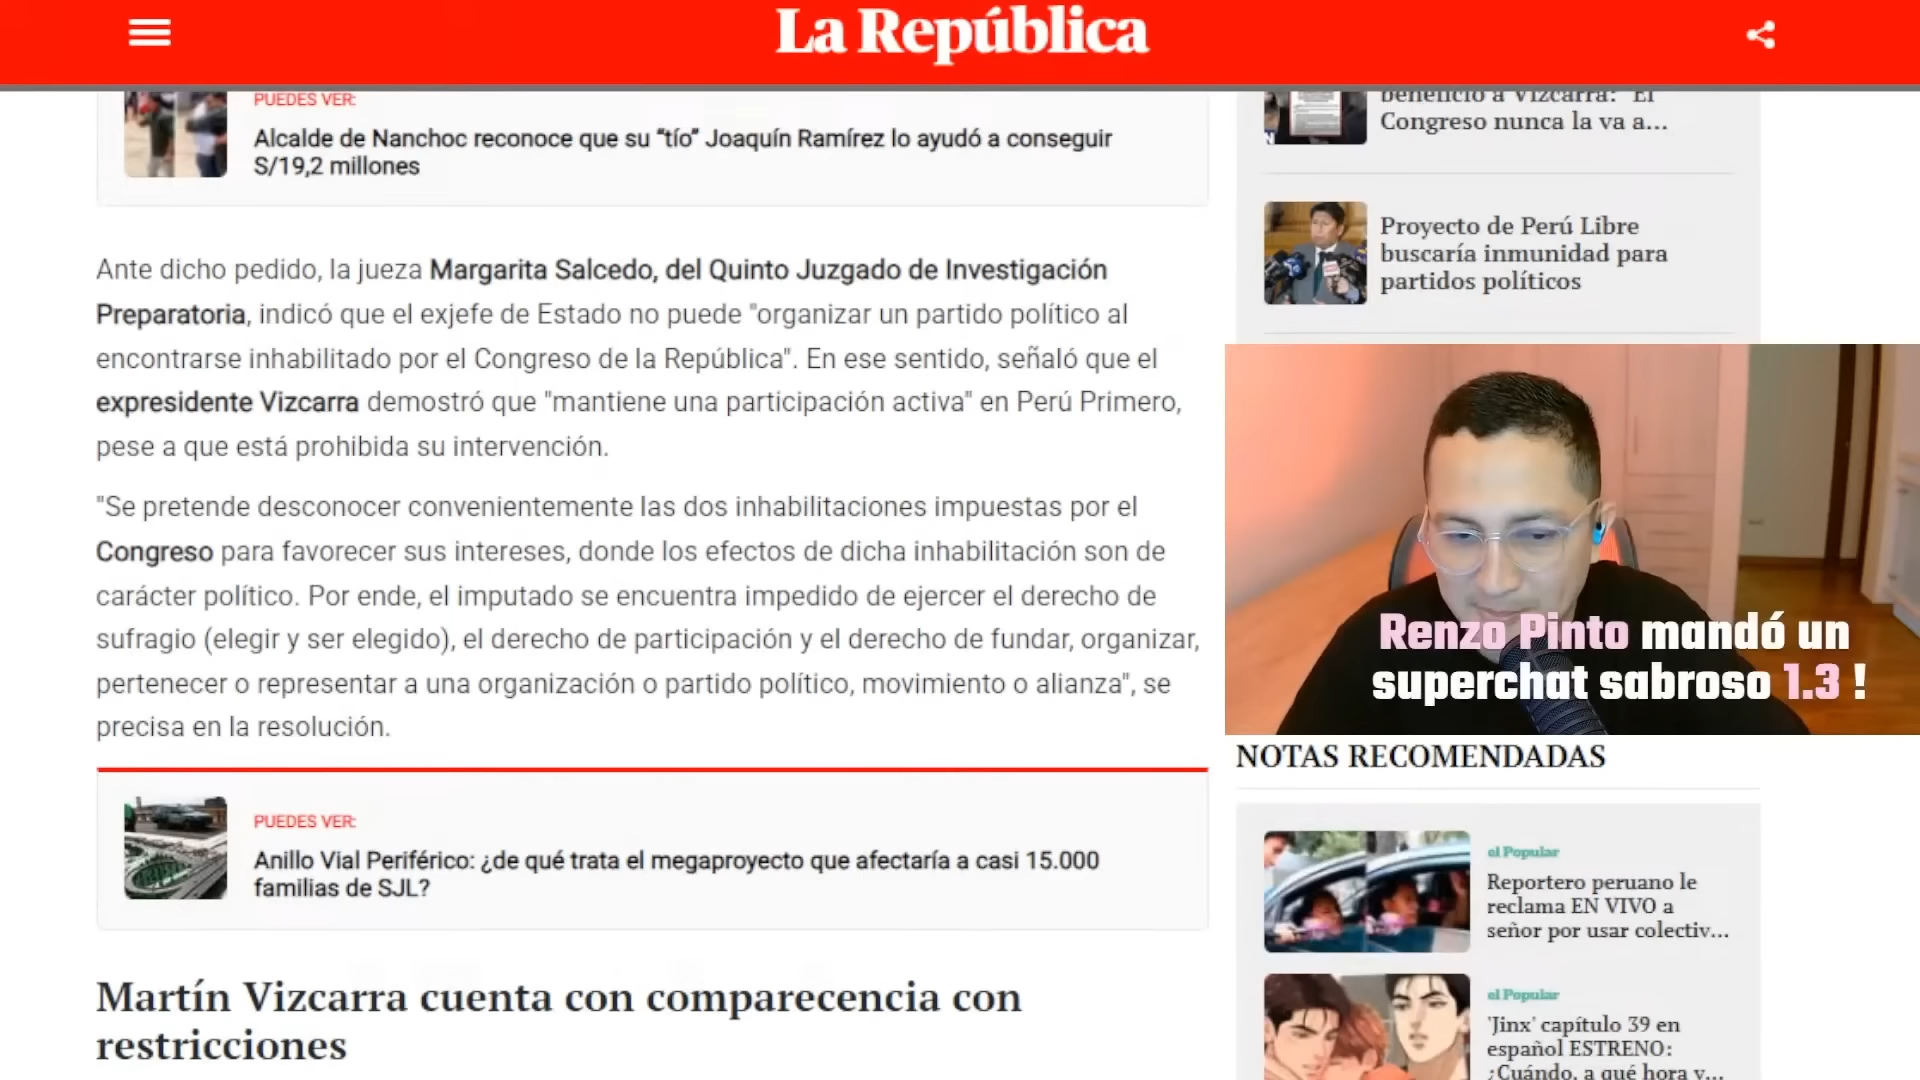 La República
PUEDES VER:
Alcalde de Nanchoc reconoce que su “tío” Joaquín Ramírez lo ayudó a conseguir
S/19,2 millones
Ante dicho pedido, la jueza Margarita Salcedo, del Quinto Juzgado de Investigación
Preparatoria, indicó que el exjefe de Estado no puede "organizar un partido político al
encontrarse inhabilitado por el Congreso de la República". En ese sentido, señaló que el
expresidente Vizcarra demostró que "mantiene una participación activa" en Perú Primero,
pese a que está prohibida su intervención.
"Se pretende desconocer convenientemente las dos inhabilitaciones impuestas por el
Congreso para favorecer sus intereses, donde los efectos de dicha inhabilitación son de
carácter político. Por ende, el imputado se encuentra impedido de ejercer el derecho de
sufragio (elegir y ser elegido), el derecho de participación y el derecho de fundar, organizar,
pertenecer o representar a una organización o partido político, movimiento o alianza", se
precisa en la resolución.
PUEDES VER:
Anillo Vial Periférico: ¿de qué trata el megaproyecto que afectaría a casi 15.000
familias de SJL?
Martín Vizcarra cuenta con comparecencia con
restricciones
beneficio a Vizcarra: "El
Congreso nunca la va a...
Proyecto de Perú Libre
buscaría inmunidad para
partidos políticos
Renzo Pinto mandó un
superchat sabroso 1.3 !
NOTAS RECOMENDADAS
el Popular
Reportero peruano le
reclama EN VIVO a
señor por usar colectiv...
el Popular
'Jinx' capítulo 39 en
español ESTRENO:
¿Cuándo, a qué hora y...